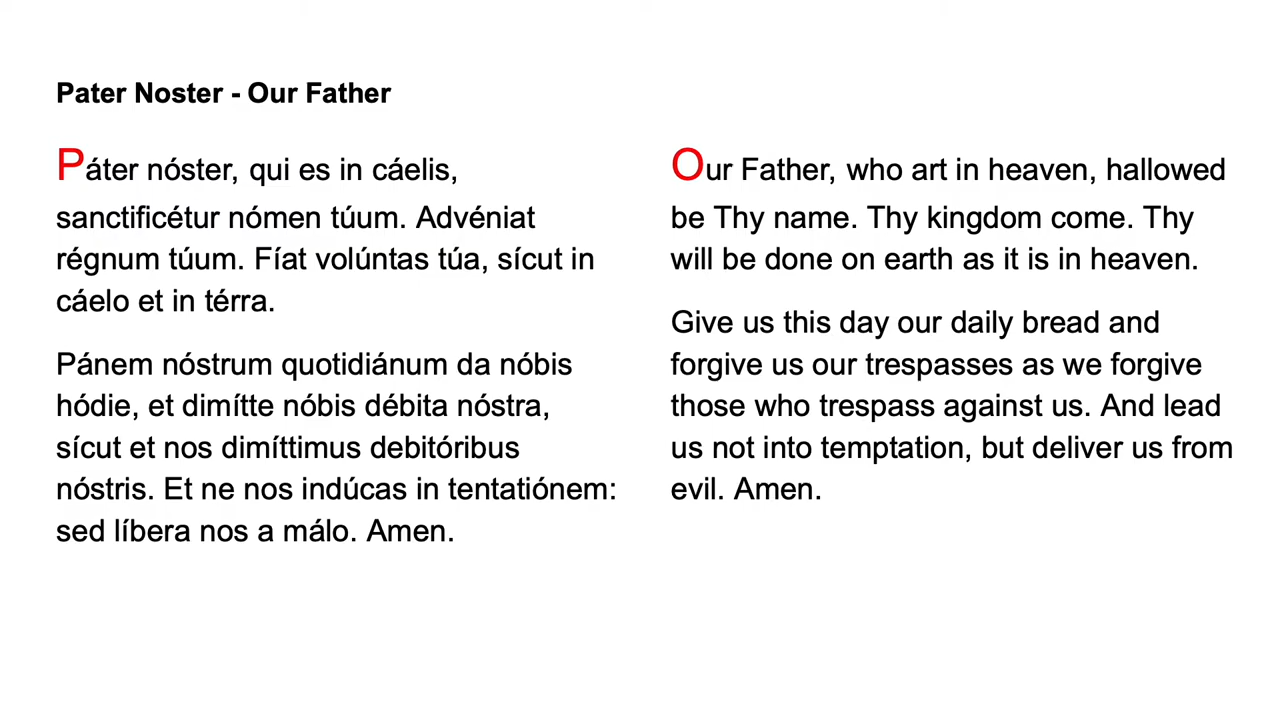 Pater Noster - Our Father
Páter nóster, qui es in cáelis,
sanctificétur nómen túum. Advéniat
régnum túum. Fíat volúntas túa, sícut in
cáelo et in térra.
Pánem nóstrum quotidiánum da nóbis
hódie, et dimítte nóbis débita nóstra,
sícut et nos dimíttimus debitóribus
nóstris. Et ne nos indúcas in tentatiónem:
sed líbera nos a málo. Amen.
Our Father, who art in heaven, hallowed
be Thy name. Thy kingdom come. Thy
will be done on earth as it is in heaven.
Give us this day our daily bread and
forgive us our trespasses as we forgive
those who trespass against us. And lead
us not into temptation, but deliver us from
evil. Amen.